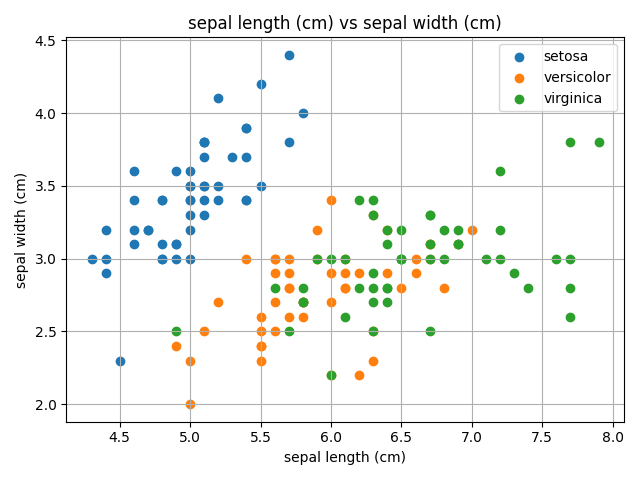 sepal length (cm) vs sepal width (cm)
setosa
versicolor
virginica
4.5
4.0
3.5
3.0
2.5
2.0
sepal width (cm)
4.5 5.0 5.5 6.0 6.5 7.0 7.5 8.0
sepal length (cm)